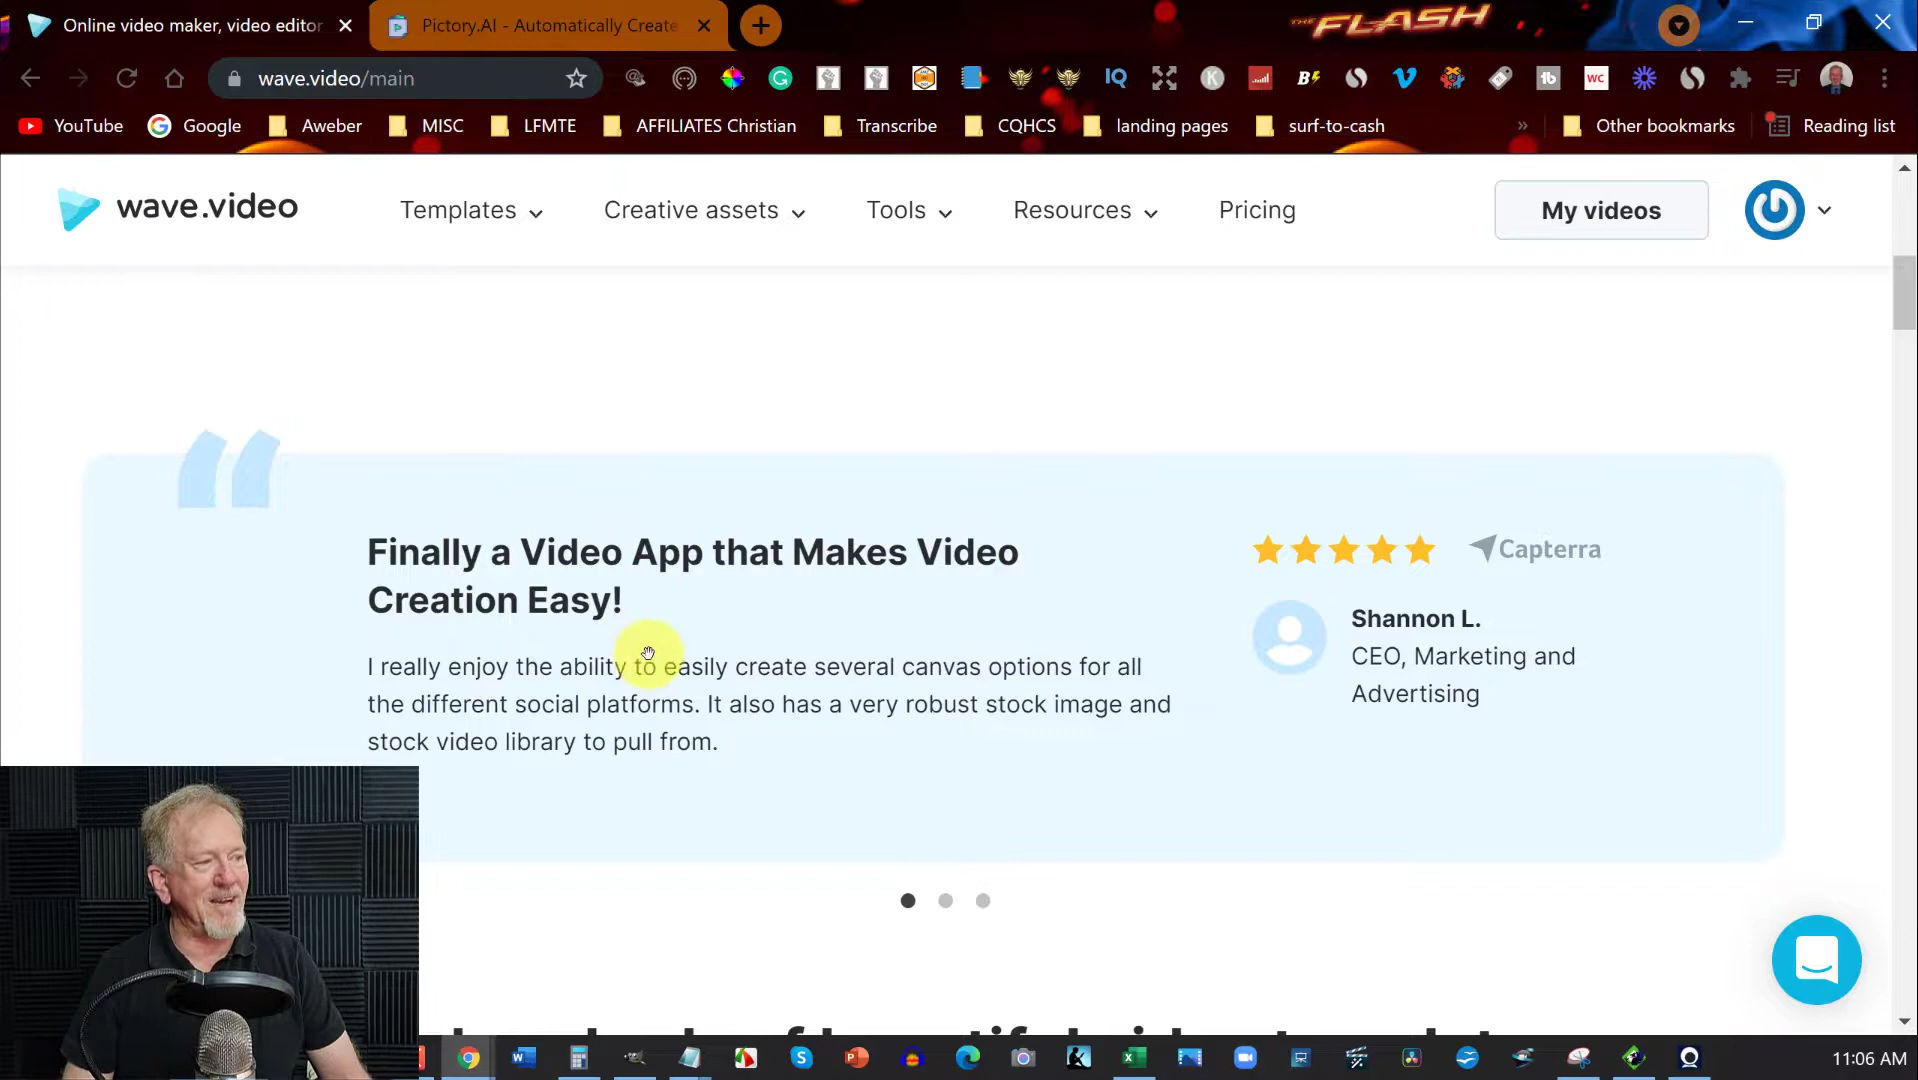 Online video maker, video editor
Pictory.AI - Automatically Create
THE FLASH
wave.video/main
YouTube
Google
Aweber
MISC
LFMTE
AFFILIATES Christian
Transcribe
CQHCS
landing pages
surf-to-cash
»
Other bookmarks
Reading list
wave.video
Templates
Creative assets
Tools
Resources
Pricing
My videos
“
Finally a Video App that Makes Video
Creation Easy!
I really enjoy the ability to easily create several canvas options for all
the different social platforms. It also has a very robust stock image and
stock video library to pull from.
Capterra
Shannon L.
CEO, Marketing and
Advertising
11:06 AM